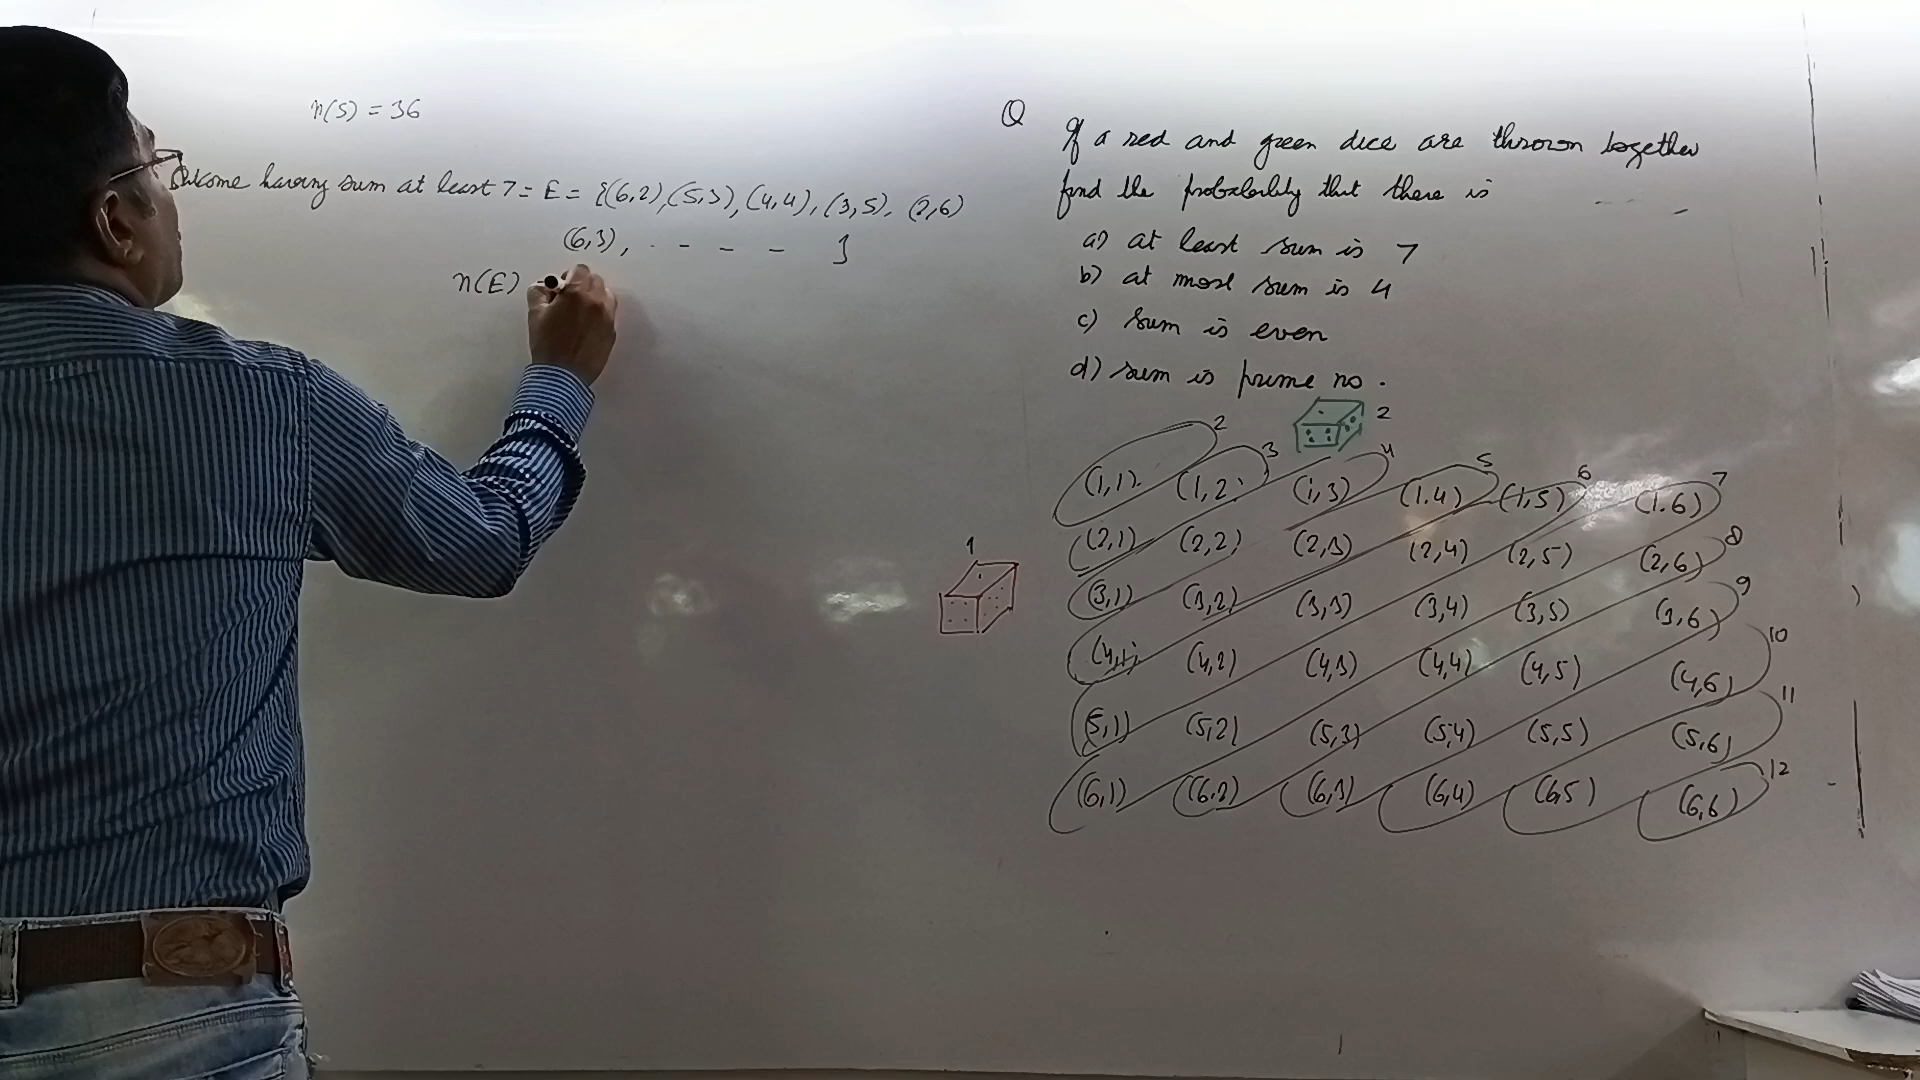 n(S) = 36
Outcome having sum at least 7 = E = {(6,2),(5,3),(4,4),(3,5),(2,6)
(6,3), - - - - }
n(E)
Q
If a red and green dice are thrown together
find the probability that there is
a) at least sum is 7
b) at most sum is 4
c) sum is even
d) sum is prime no.
2
2 3 4 5 6 7
(1,1) (1,2) (1,3) (1,4) (1,5) (1,6)
(2,1) (2,2) (2,3) (2,4) (2,5) (2,6) 8
1
(3,1) (3,2) (3,3) (3,4) (3,5) (3,6) 9
(4,1) (4,2) (4,3) (4,4) (4,5) (4,6) 10
(5,1) (5,2) (5,3) (5,4) (5,5) (5,6) 11
(6,1) (6,2) (6,3) (6,4) (6,5) (6,6) 12